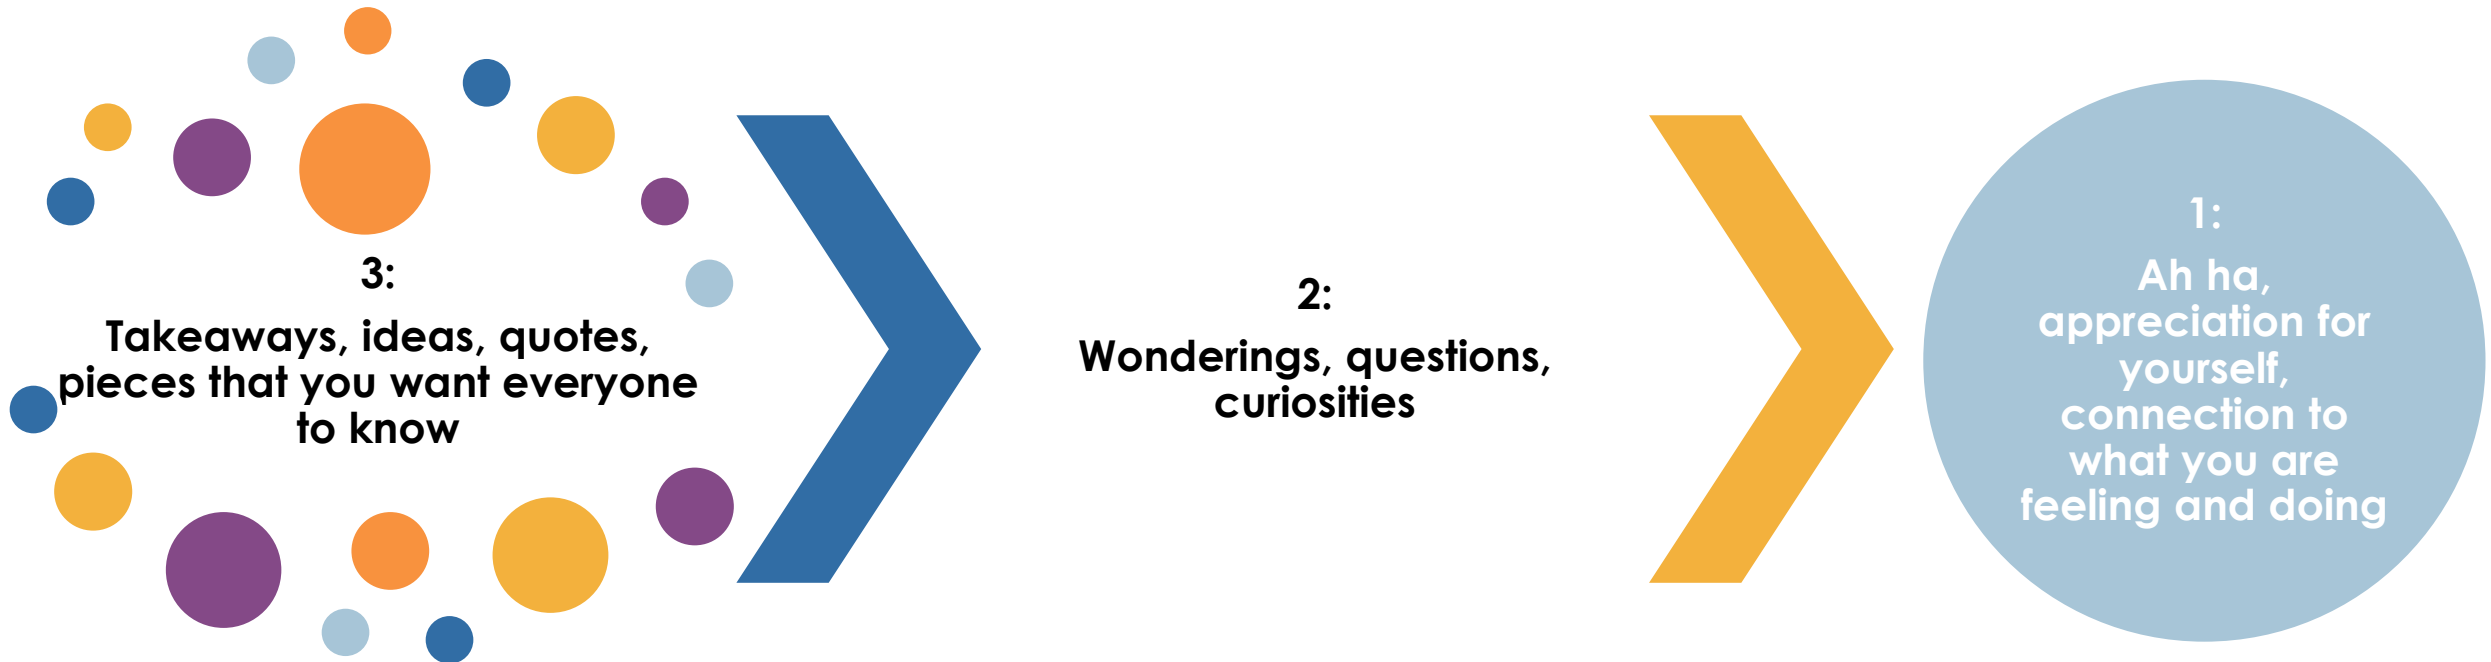 3:
Takeaways, ideas, quotes,
pieces that you want everyone
to know
2:
Wonderings, questions,
curiosities
1:
Ah ha,
appreciation for
yourself,
connection to
what you are
feeling and doing